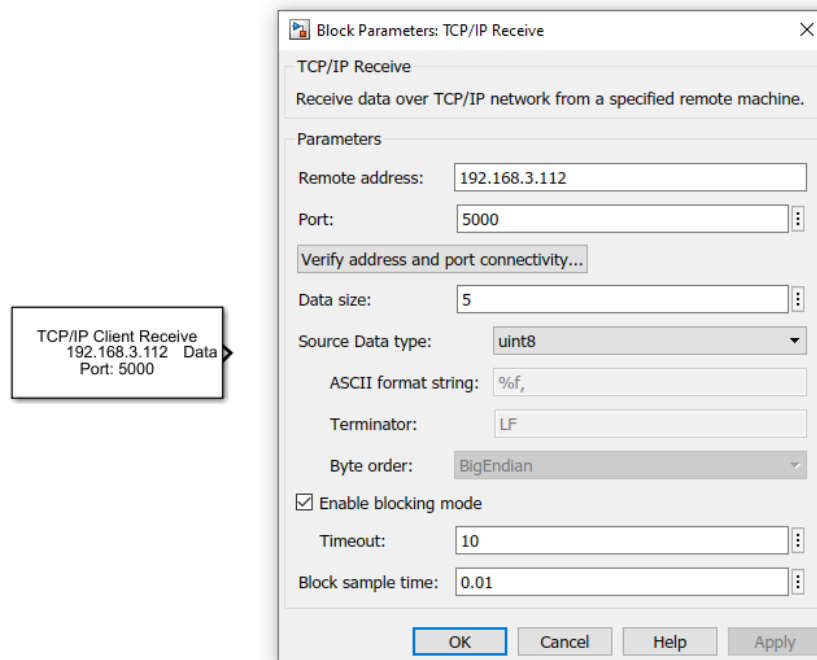 Block Parameters: TCP/IP Receive
TCP/IP Receive
Receive data over TCP/IP network from a specified remote machine.
Parameters
Remote address: 192.168.3.112
Port: 5000
Verify address and port connectivity...
Data size: 5
Source Data type: uint8
ASCII format string: %f,
Terminator: LF
Byte order: BigEndian
Enable blocking mode
Timeout: 10
Block sample time: 0.01
OK Cancel Help Apply
TCP/IP Client Receive
192.168.3.112 Data
Port: 5000